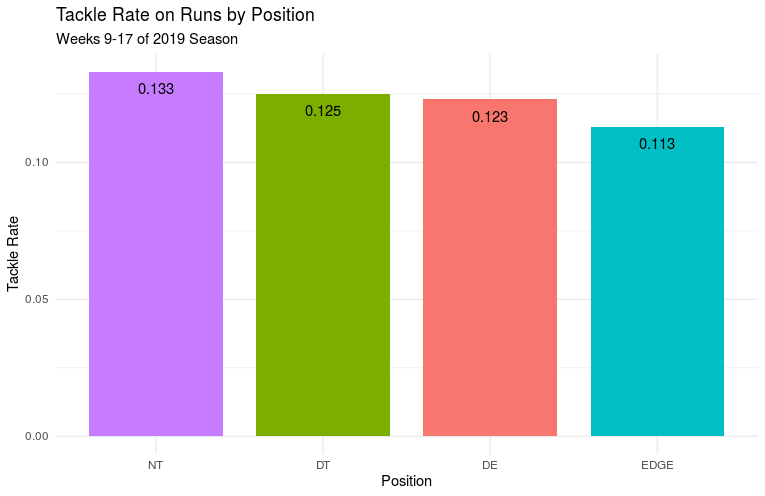 Tackle Rate on Runs by Position
Weeks 9-17 of 2019 Season
0.133
0.125
0.123
0.113
0.10
0.05
0.00
Tackle Rate
NT DT DE EDGE
Position